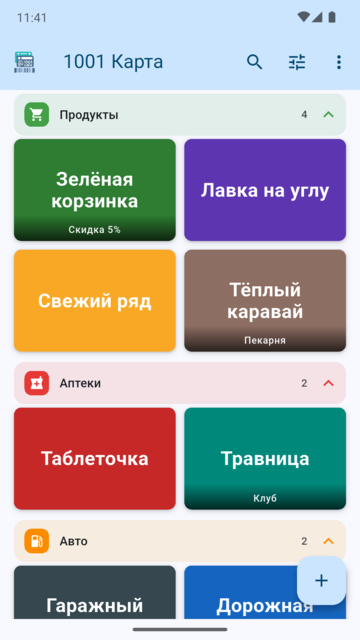 11:41
1001 Карта
Продукты 4
Зелёная
корзинка
Скидка 5%
Лавка на углу
Свежий ряд
Тёплый
каравай
Пекарня
Аптеки 2
Таблеточка
Травница
Клуб
Авто 2
Гаражный
Дорожная